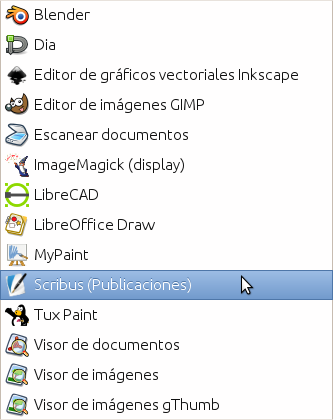 Blender
Dia
Editor de gráficos vectoriales Inkscape
Editor de imágenes GIMP
Escanear documentos
ImageMagick (display)
LibreCAD
LibreOffice Draw
MyPaint
Scribus (Publicaciones)
Tux Paint
Visor de documentos
Visor de imágenes
Visor de imágenes gThumb